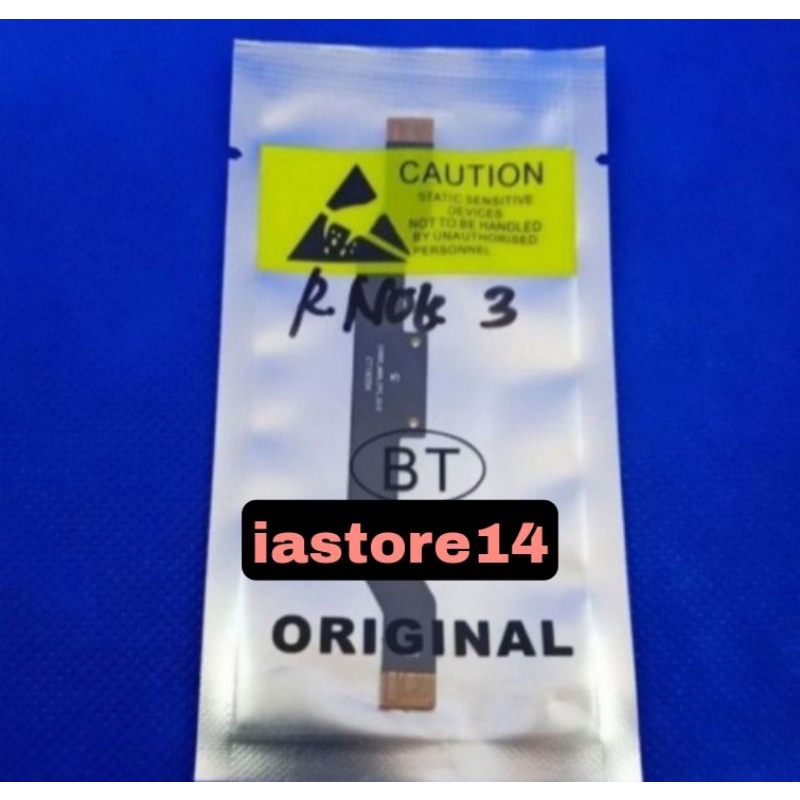 CAUTION
STATIC SENSITIVE
DEVICES
NOT TO BE HANDLED
BY UNAUTHORISED
PERSONNEL
R. Note 3
BT
iastore14
ORIGINAL